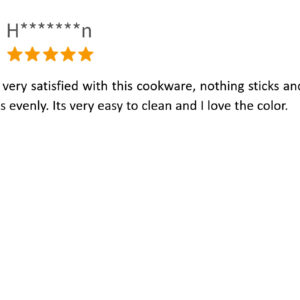 H*******n
very satisfied with this cookware, nothing sticks and
s evenly. Its very easy to clean and I love the color.